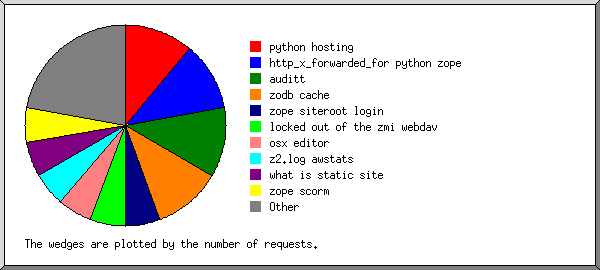 python hosting
http_x_forwarded_for python zope
auditt
zodb cache
zope siteroot login
locked out of the zmi webdav
osx editor
z2.log awstats
what is static site
zope scorm
Other
The wedges are plotted by the number of requests.